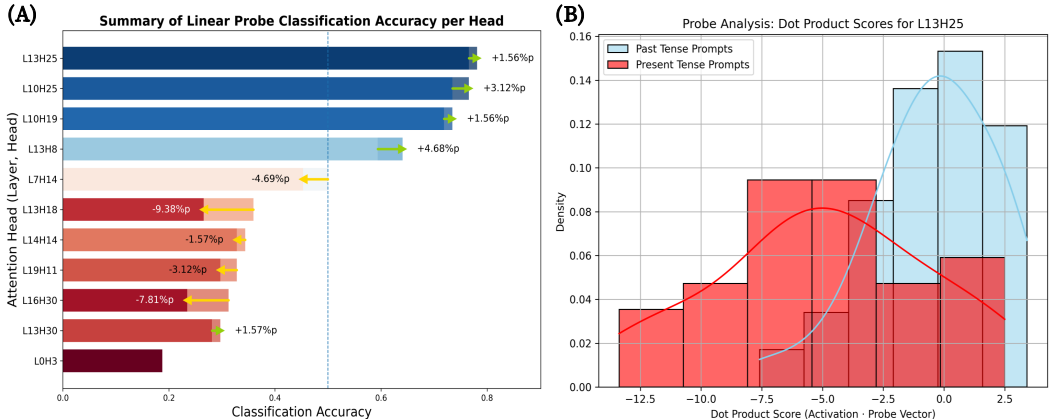 (A)
Summary of Linear Probe Classification Accuracy per Head
Attention Head (Layer, Head)
L13H25
+1.56%p
L10H25
+3.12%p
L10H19
+1.56%p
L13H8
+4.68%p
L7H14
-4.69%p
L13H18
-9.38%p
L14H14
-1.57%p
L19H11
-3.12%p
L16H30
-7.81%p
L13H30
+1.57%p
L0H3
0.0 0.2 0.4 0.6 0.8
Classification Accuracy
(B)
Probe Analysis: Dot Product Scores for L13H25
Past Tense Prompts
Present Tense Prompts
Density
0.16
0.14
0.12
0.10
0.08
0.06
0.04
0.02
0.00
−12.5 −10.0 −7.5 −5.0 −2.5 0.0 2.5
Dot Product Score (Activation · Probe Vector)